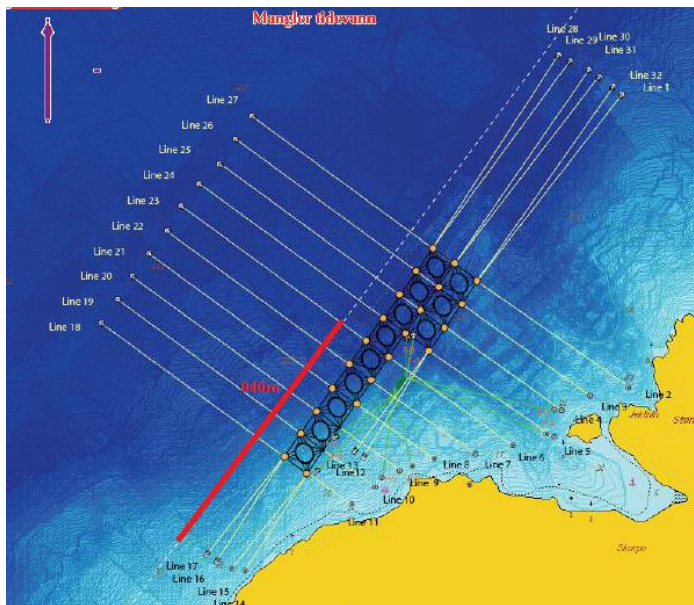 Mangler tidevann
Line 28
Line 30
Line 29
Line 31
Line 32
Line 1
Line 27
Line 26
Line 25
Line 24
Line 23
Line 22
Line 21
Line 20
Line 19
Line 18
940m
Line 2
Line 3
Line 4
Line 5
Line 6
Line 7
Line 8
Line 9
Line 10
Line 11
Line 12
Line 13
Line 17
Line 16
Line 15
Line 14
Skorpo